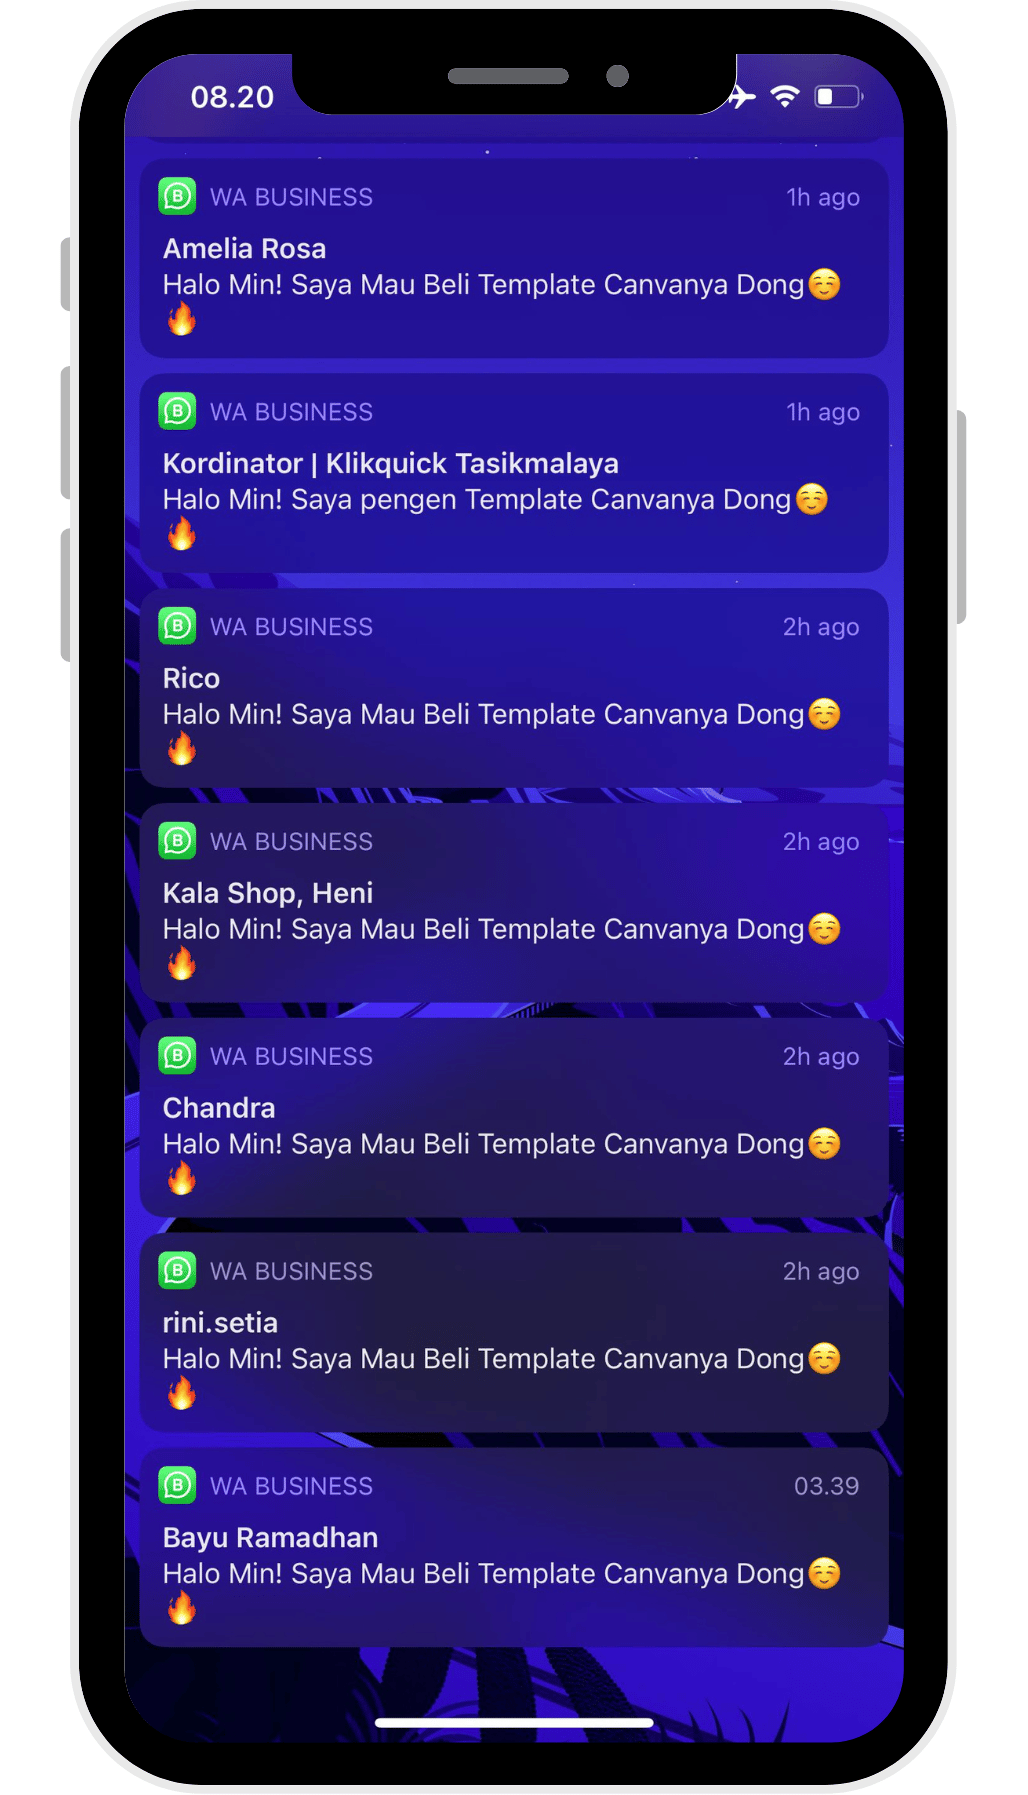 08.20
WA BUSINESS 1h ago
Amelia Rosa
Halo Min! Saya Mau Beli Template Canvanya Dong☺️
🔥
WA BUSINESS 1h ago
Kordinator | Klikquick Tasikmalaya
Halo Min! Saya pengen Template Canvanya Dong☺️
🔥
WA BUSINESS 2h ago
Rico
Halo Min! Saya Mau Beli Template Canvanya Dong☺️
🔥
WA BUSINESS 2h ago
Kala Shop, Heni
Halo Min! Saya Mau Beli Template Canvanya Dong☺️
🔥
WA BUSINESS 2h ago
Chandra
Halo Min! Saya Mau Beli Template Canvanya Dong☺️
🔥
WA BUSINESS 2h ago
rini.setia
Halo Min! Saya Mau Beli Template Canvanya Dong☺️
🔥
WA BUSINESS 03.39
Bayu Ramadhan
Halo Min! Saya Mau Beli Template Canvanya Dong☺️
🔥